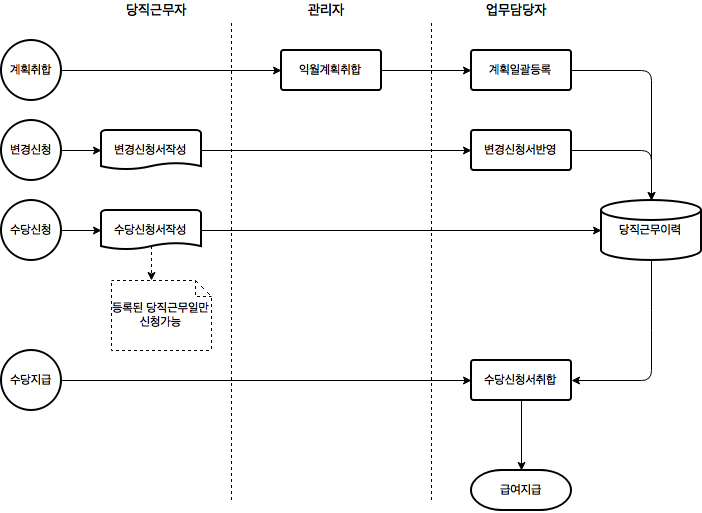 당직근무자
관리자
업무담당자
계획취합
익월계획취합
계획일괄등록
변경신청
변경신청서작성
변경신청서반영
수당신청
수당신청서작성
당직근무이력
등록된 당직근무일만
신청가능
수당지급
수당신청서취합
급여지급